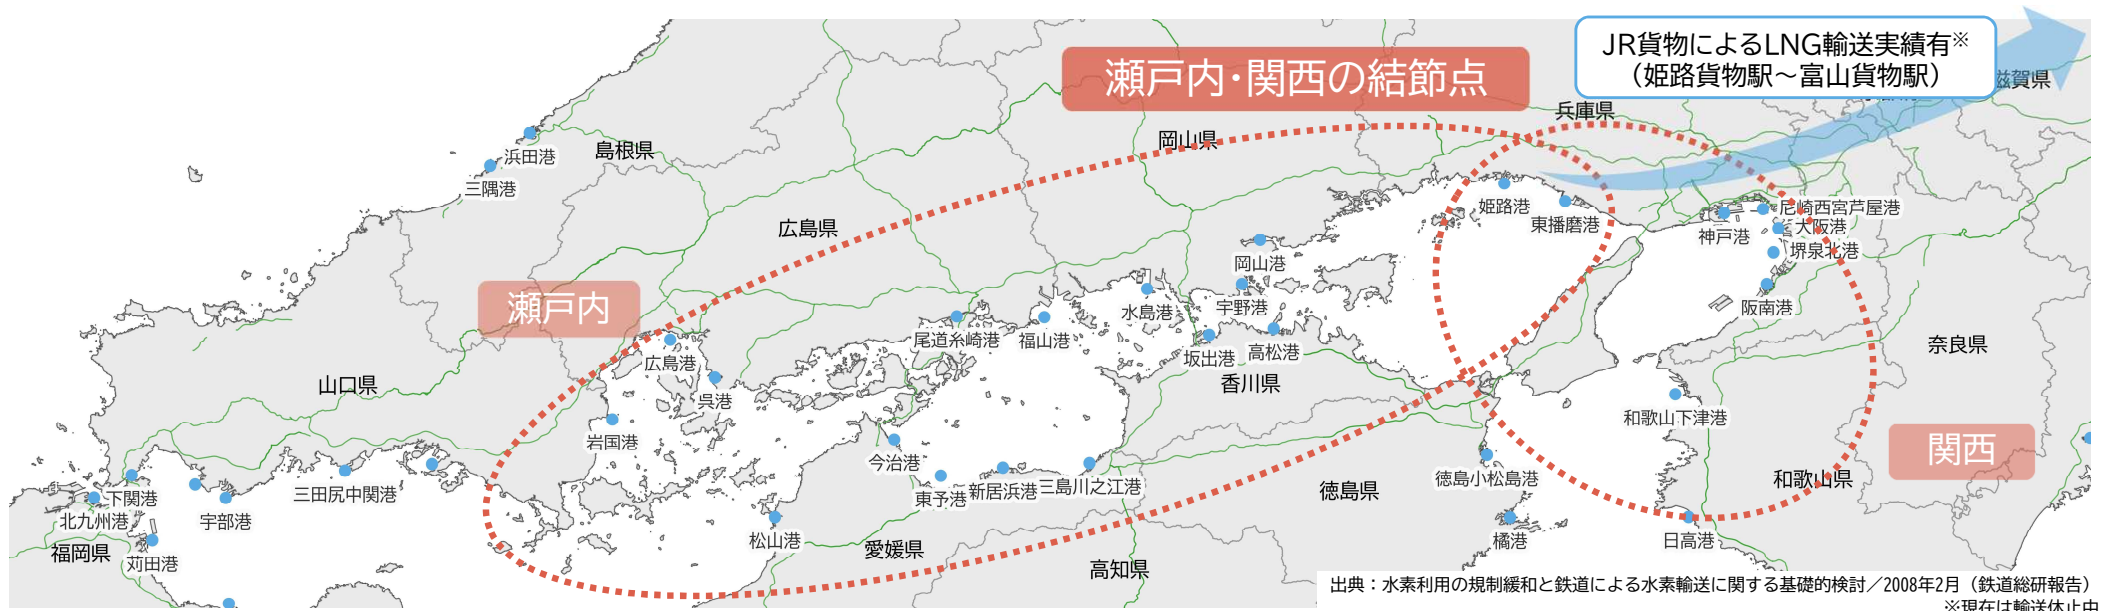 JR貨物によるLNG輸送実績有※
（姫路貨物駅～富山貨物駅）
瀬戸内・関西の結節点
滋賀県
兵庫県
岡山県
浜田港
島根県
三隅港
姫路港
東播磨港
尼崎西宮芦屋港
神戸港
大阪港
堺泉北港
広島県
岡山港
瀬戸内
宇野港
水島港
阪南港
尾道糸崎港
福山港
坂出港
高松港
奈良県
広島港
山口県
香川県
呉港
和歌山下津港
岩国港
関西
今治港
三田尻中関港
東予港
新居浜港
三島川之江港
徳島県
徳島小松島港
和歌山県
下関港
北九州港
宇部港
松山港
橘港
日高港
福岡県
苅田港
愛媛県
高知県
出典：水素利用の規制緩和と鉄道による水素輸送に関する基礎的検討／2008年2月（鉄道総研報告）
※現在は輸送休止中